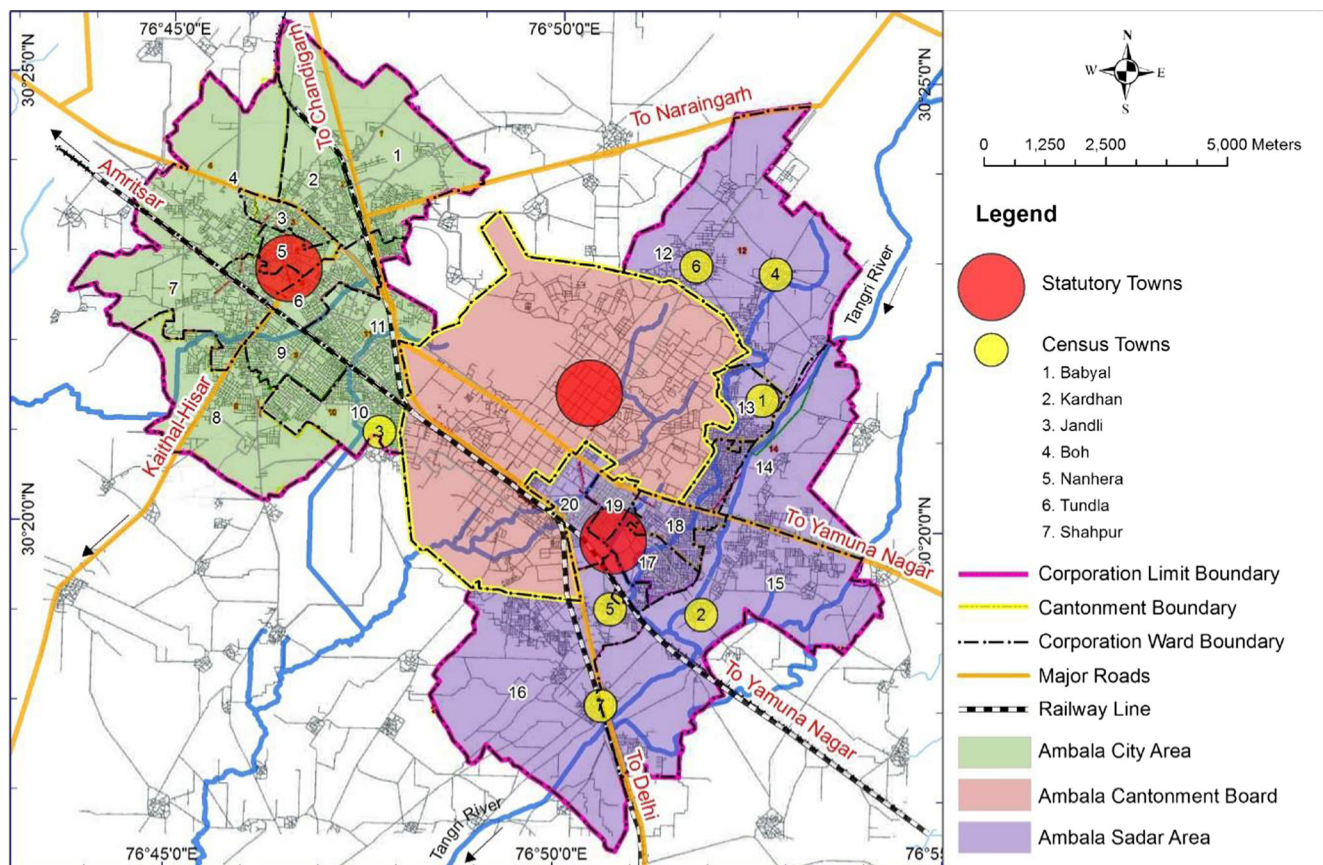 76°45'0"E
76°50'0"E
30°25'0"N
30°25'0"N
To Chandigarh
To Naraingarh
Amritsar
Kaithal-Hisar
Tangri River
1
2
4
3
5
6
7
9
8
10
11
3
12
6
4
13
1
14
20
19
18
17
15
5
2
16
7
To Yamuna Nagar
To Yamuna Nagar
To Delhi
Tangri River
30°20'0"N
30°20'0"N
76°45'0"E
76°50'0"E
76°55
N
W E
S
0 1,250 2,500 5,000 Meters
Legend
Statutory Towns
Census Towns
1. Babyal
2. Kardhan
3. Jandli
4. Boh
5. Nanhera
6. Tundla
7. Shahpur
Corporation Limit Boundary
Cantonment Boundary
Corporation Ward Boundary
Major Roads
Railway Line
Ambala City Area
Ambala Cantonment Board
Ambala Sadar Area